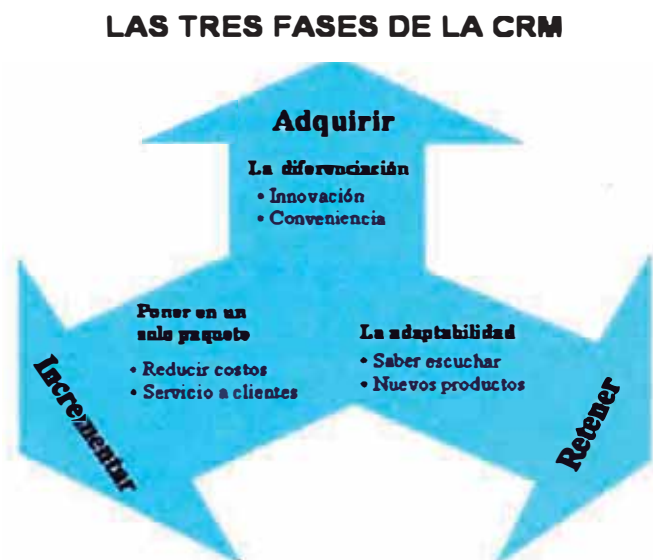 LAS TRES FASES DE LA CRM
Adquirir
La diferenciación
• Innovación
• Conveniencia
Poner en un
solo paquete
• Reducir costos
• Servicio a clientes
La adaptabilidad
• Saber escuchar
• Nuevos productos
Incrementar
Retener